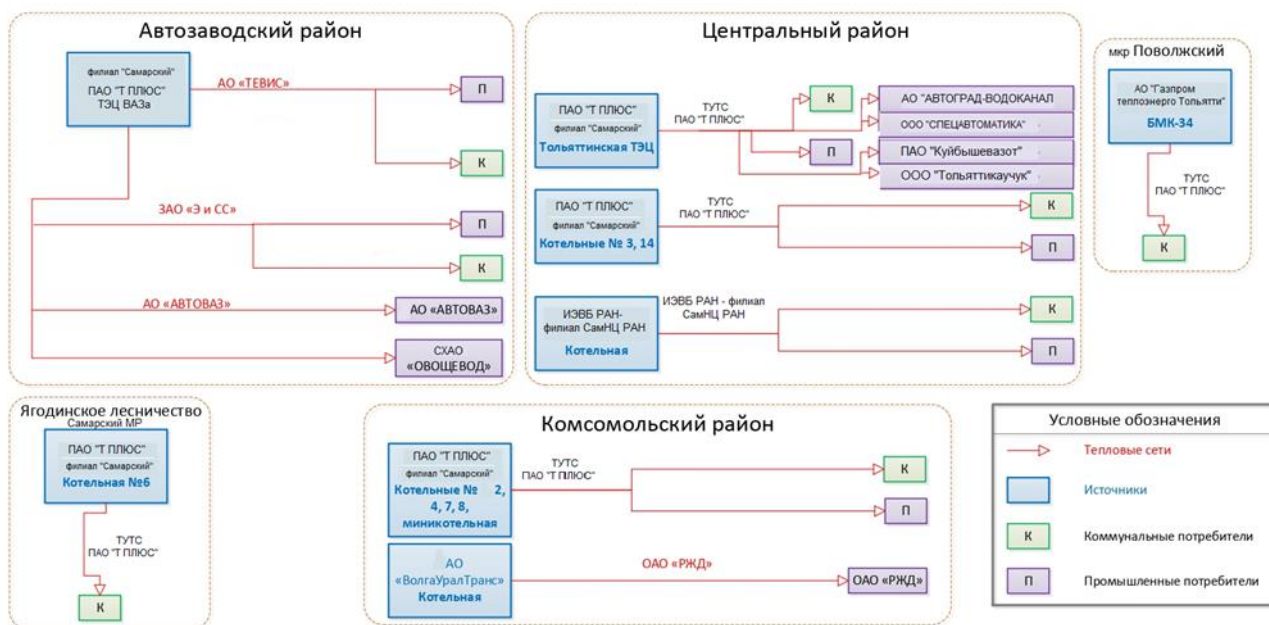 Автозаводский район
филиал "Самарский"
ПАО "Т ПЛЮС"
ТЭЦ ВАЗа
АО «ТЕВИС»
П
К
ЗАО «Э и СС»
П
К
АО «АВТОВАЗ»
АО «АВТОВАЗ»
СХАО
«ОВОЩЕВОД»
Центральный район
ПАО "Т ПЛЮС"
филиал "Самарский"
Тольяттинская ТЭЦ
ТУТС
ПАО "Т ПЛЮС"
К
П
АО "АВТОГРАД-ВОДОКАНАЛ
ООО "СПЕЦАВТОМАТИКА"
ПАО "Куйбышевазот"
ООО "Тольяттикаучук"
ПАО "Т ПЛЮС"
филиал "Самарский"
Котельные № 3, 14
ТУТС
ПАО "Т ПЛЮС"
К
П
ИЭВБ РАН-
филиал СамНЦ РАН
Котельная
ИЭВБ РАН - филиал
СамНЦ РАН
К
П
мкр Поволжский
АО "Газпром
теплоэнерго Тольятти"
БМК-34
ТУТС
ПАО "Т ПЛЮС"
К
Ягодинское лесничество
Самарский МР
ПАО "Т ПЛЮС"
филиал "Самарский"
Котельная №6
ТУТС
ПАО "Т ПЛЮС"
К
Комсомольский район
ПАО "Т ПЛЮС"
филиал "Самарский"
Котельные № 2,
4, 7, 8,
миникотельная
ТУТС
ПАО "Т ПЛЮС"
К
П
АО
«ВолгаУралТранс»
Котельная
ОАО «РЖД»
ОАО «РЖД»
Условные обозначения
Тепловые сети
Источники
К
Коммунальные потребители
П
Промышленные потребители